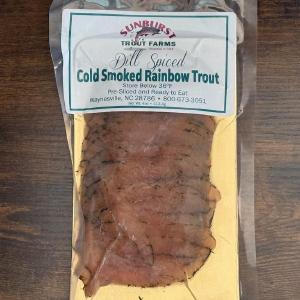 SUNBURST
TROUT FARMS
Dill Spiced
Cold Smoked Rainbow Trout
Store Below 38°F
Pre-Sliced and Ready to Eat
Waynesville, NC 28786 • 800-673-3051